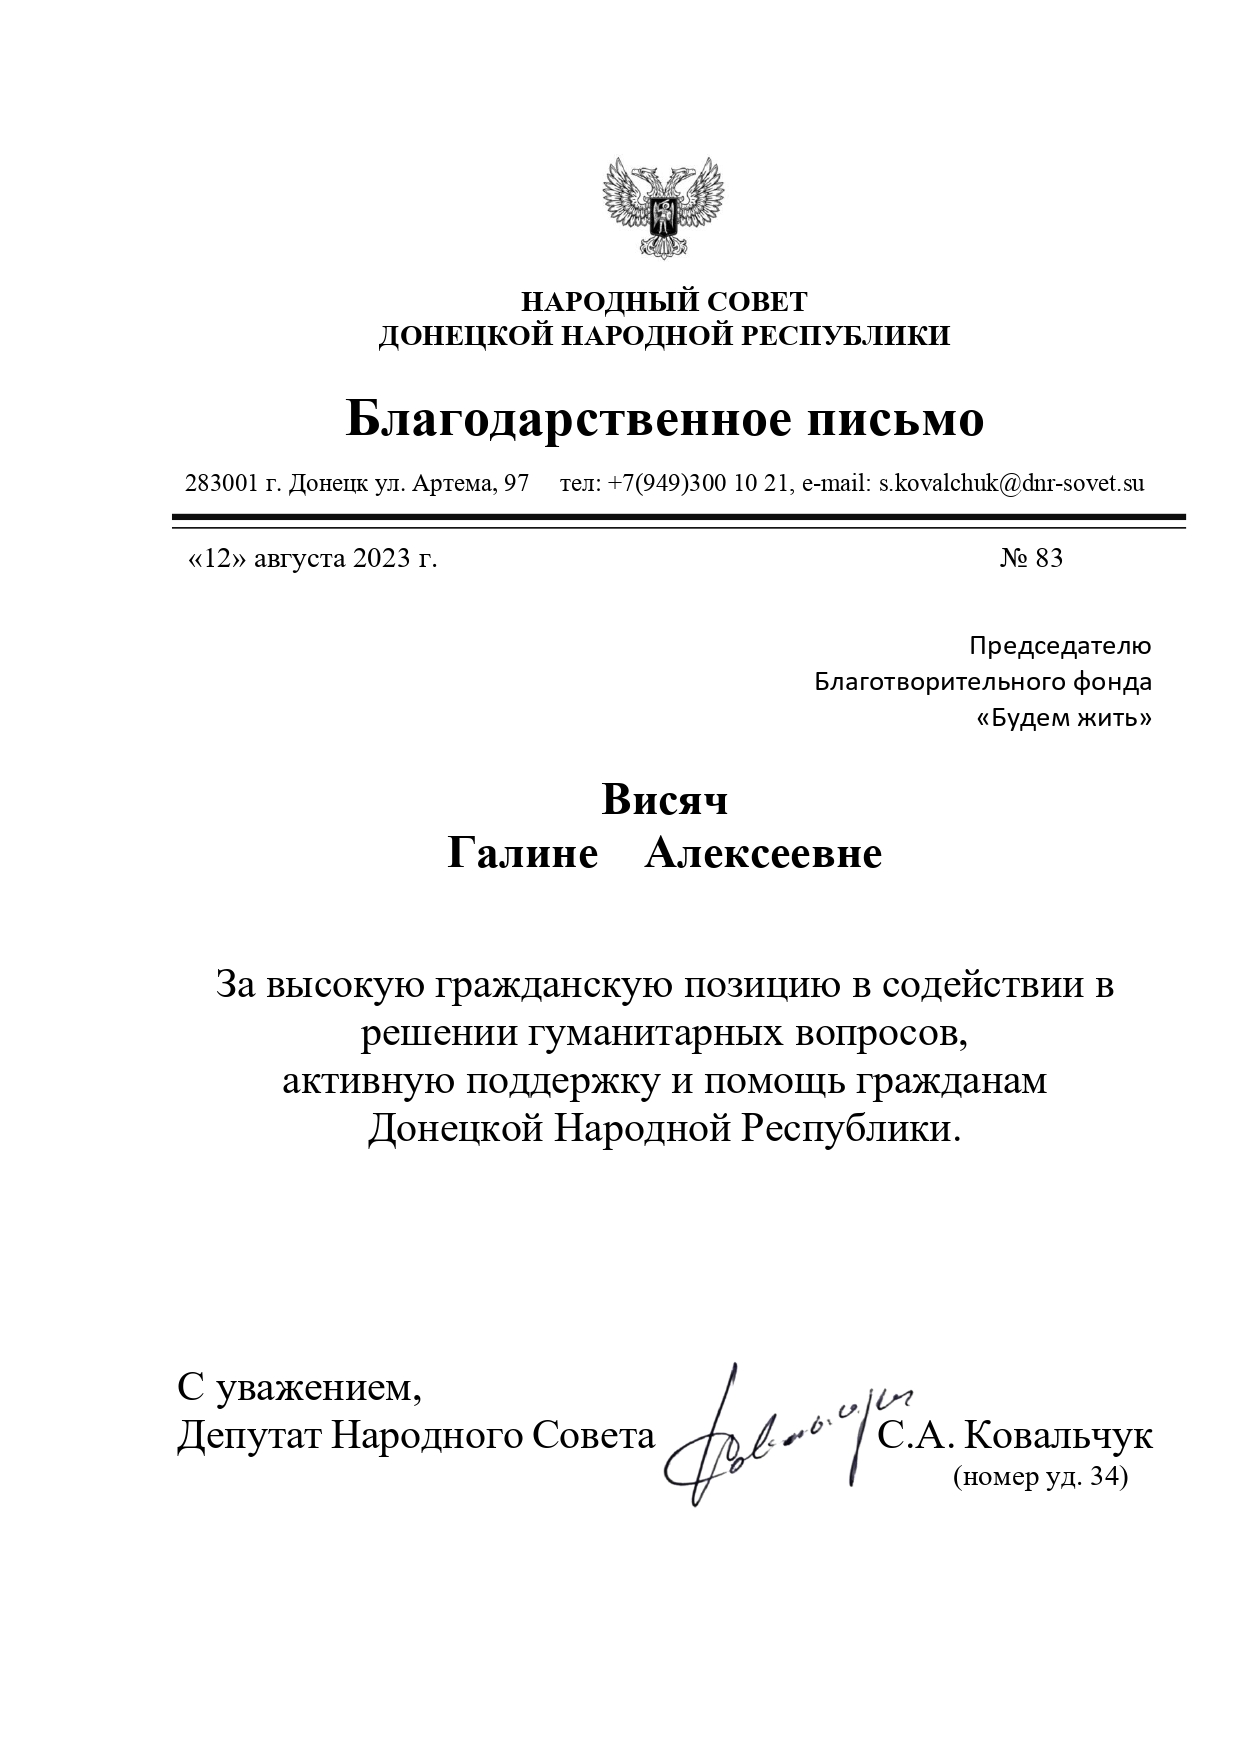 НАРОДНЫЙ СОВЕТ
ДОНЕЦКОЙ НАРОДНОЙ РЕСПУБЛИКИ
Благодарственное письмо
283001 г. Донецк ул. Артема, 97 тел: +7(949)300 10 21, e-mail: s.kovalchuk@dnr-sovet.su
«12» августа 2023 г. № 83
Председателю
Благотворительного фонда
«Будем жить»
Висяч
Галине Алексеевне
За высокую гражданскую позицию в содействии в
решении гуманитарных вопросов,
активную поддержку и помощь гражданам
Донецкой Народной Республики.
С уважением,
Депутат Народного Совета С.А. Ковальчук
(номер уд. 34)